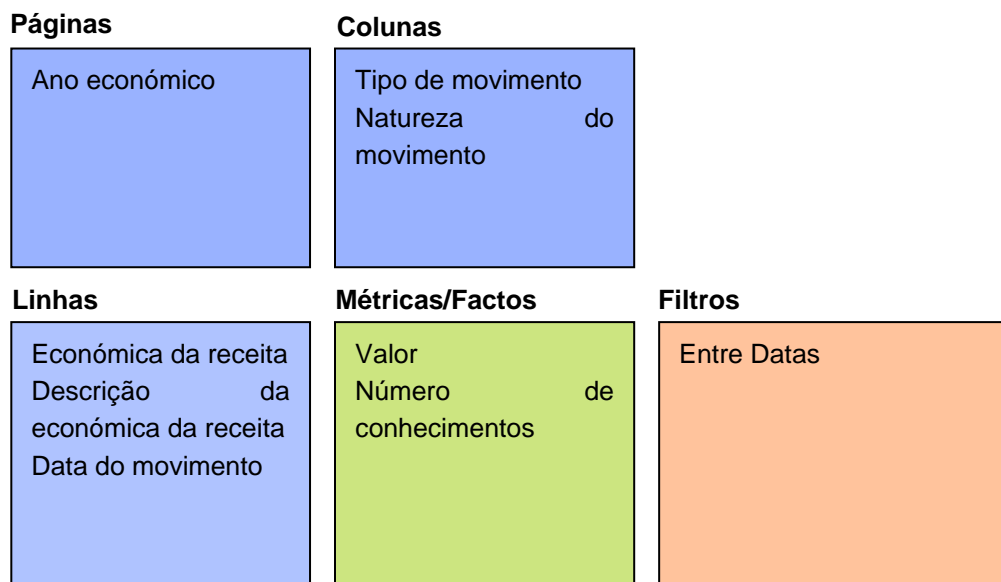 Páginas
Ano económico
Colunas
Tipo de movimento
Natureza do
movimento
Linhas
Económica da receita
Descrição da
económica da receita
Data do movimento
Métricas/Factos
Valor
Número de
conhecimentos
Filtros
Entre Datas